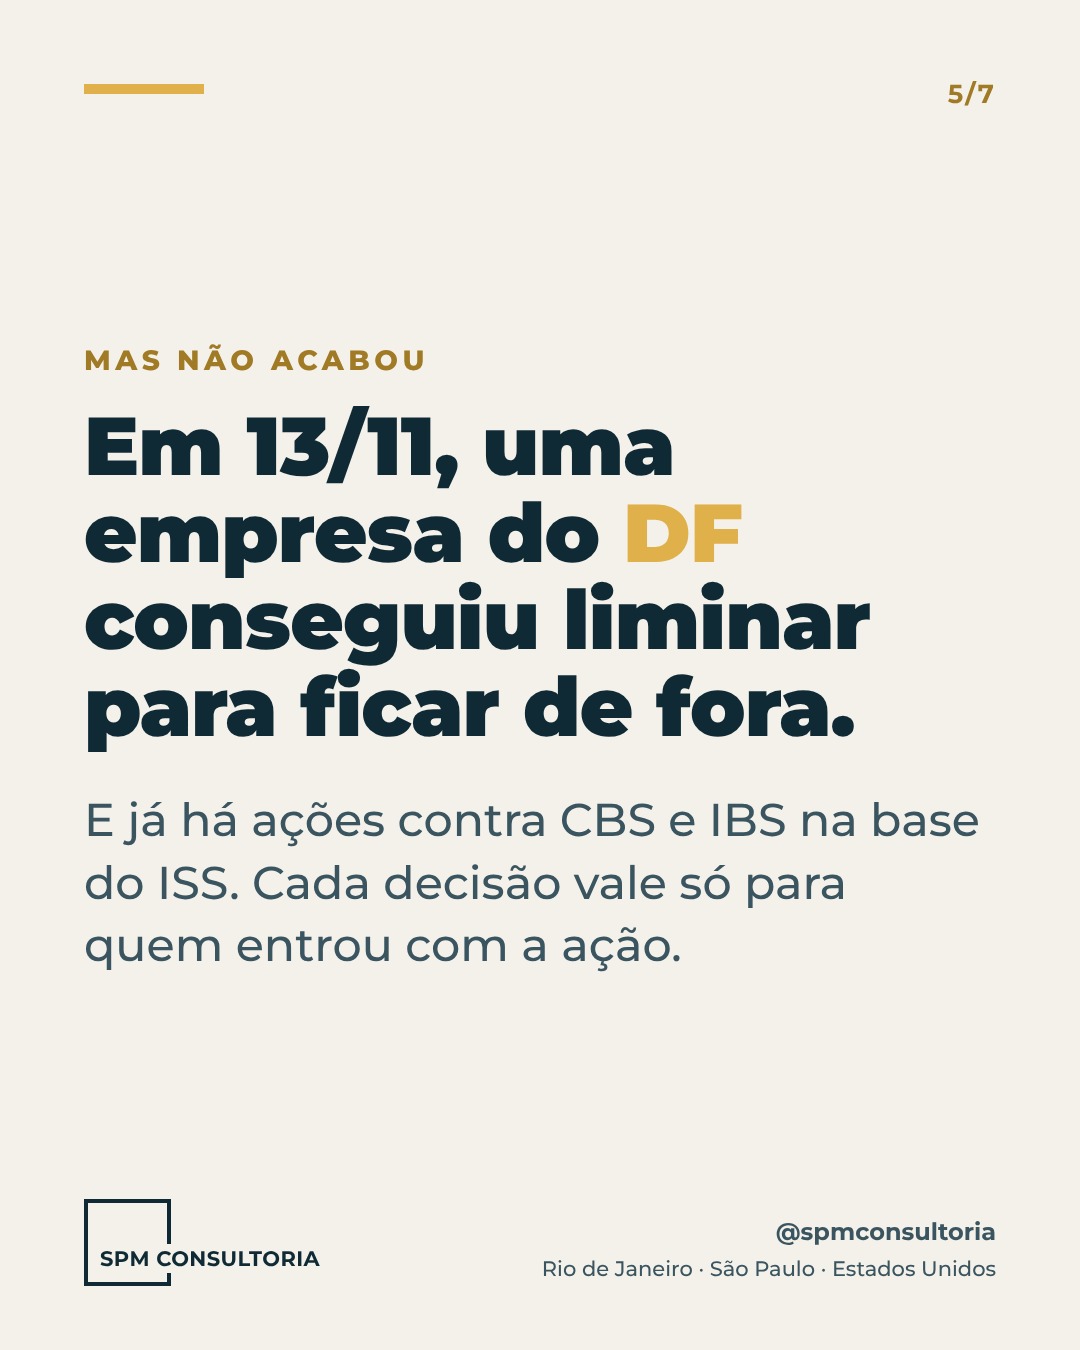 5/7
MAS NÃO ACABOU
Em 13/11, uma
empresa do DF
conseguiu liminar
para ficar de fora.
E já há ações contra CBS e IBS na base
do ISS. Cada decisão vale só para
quem entrou com a ação.
SPM CONSULTORIA
@spmconsultoria
Rio de Janeiro · São Paulo · Estados Unidos